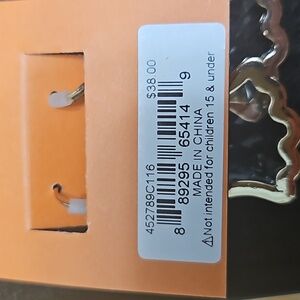 $38.00
452789C116
8 89295 65414 9
MADE IN CHINA
⚠Not intended for children 15 & under